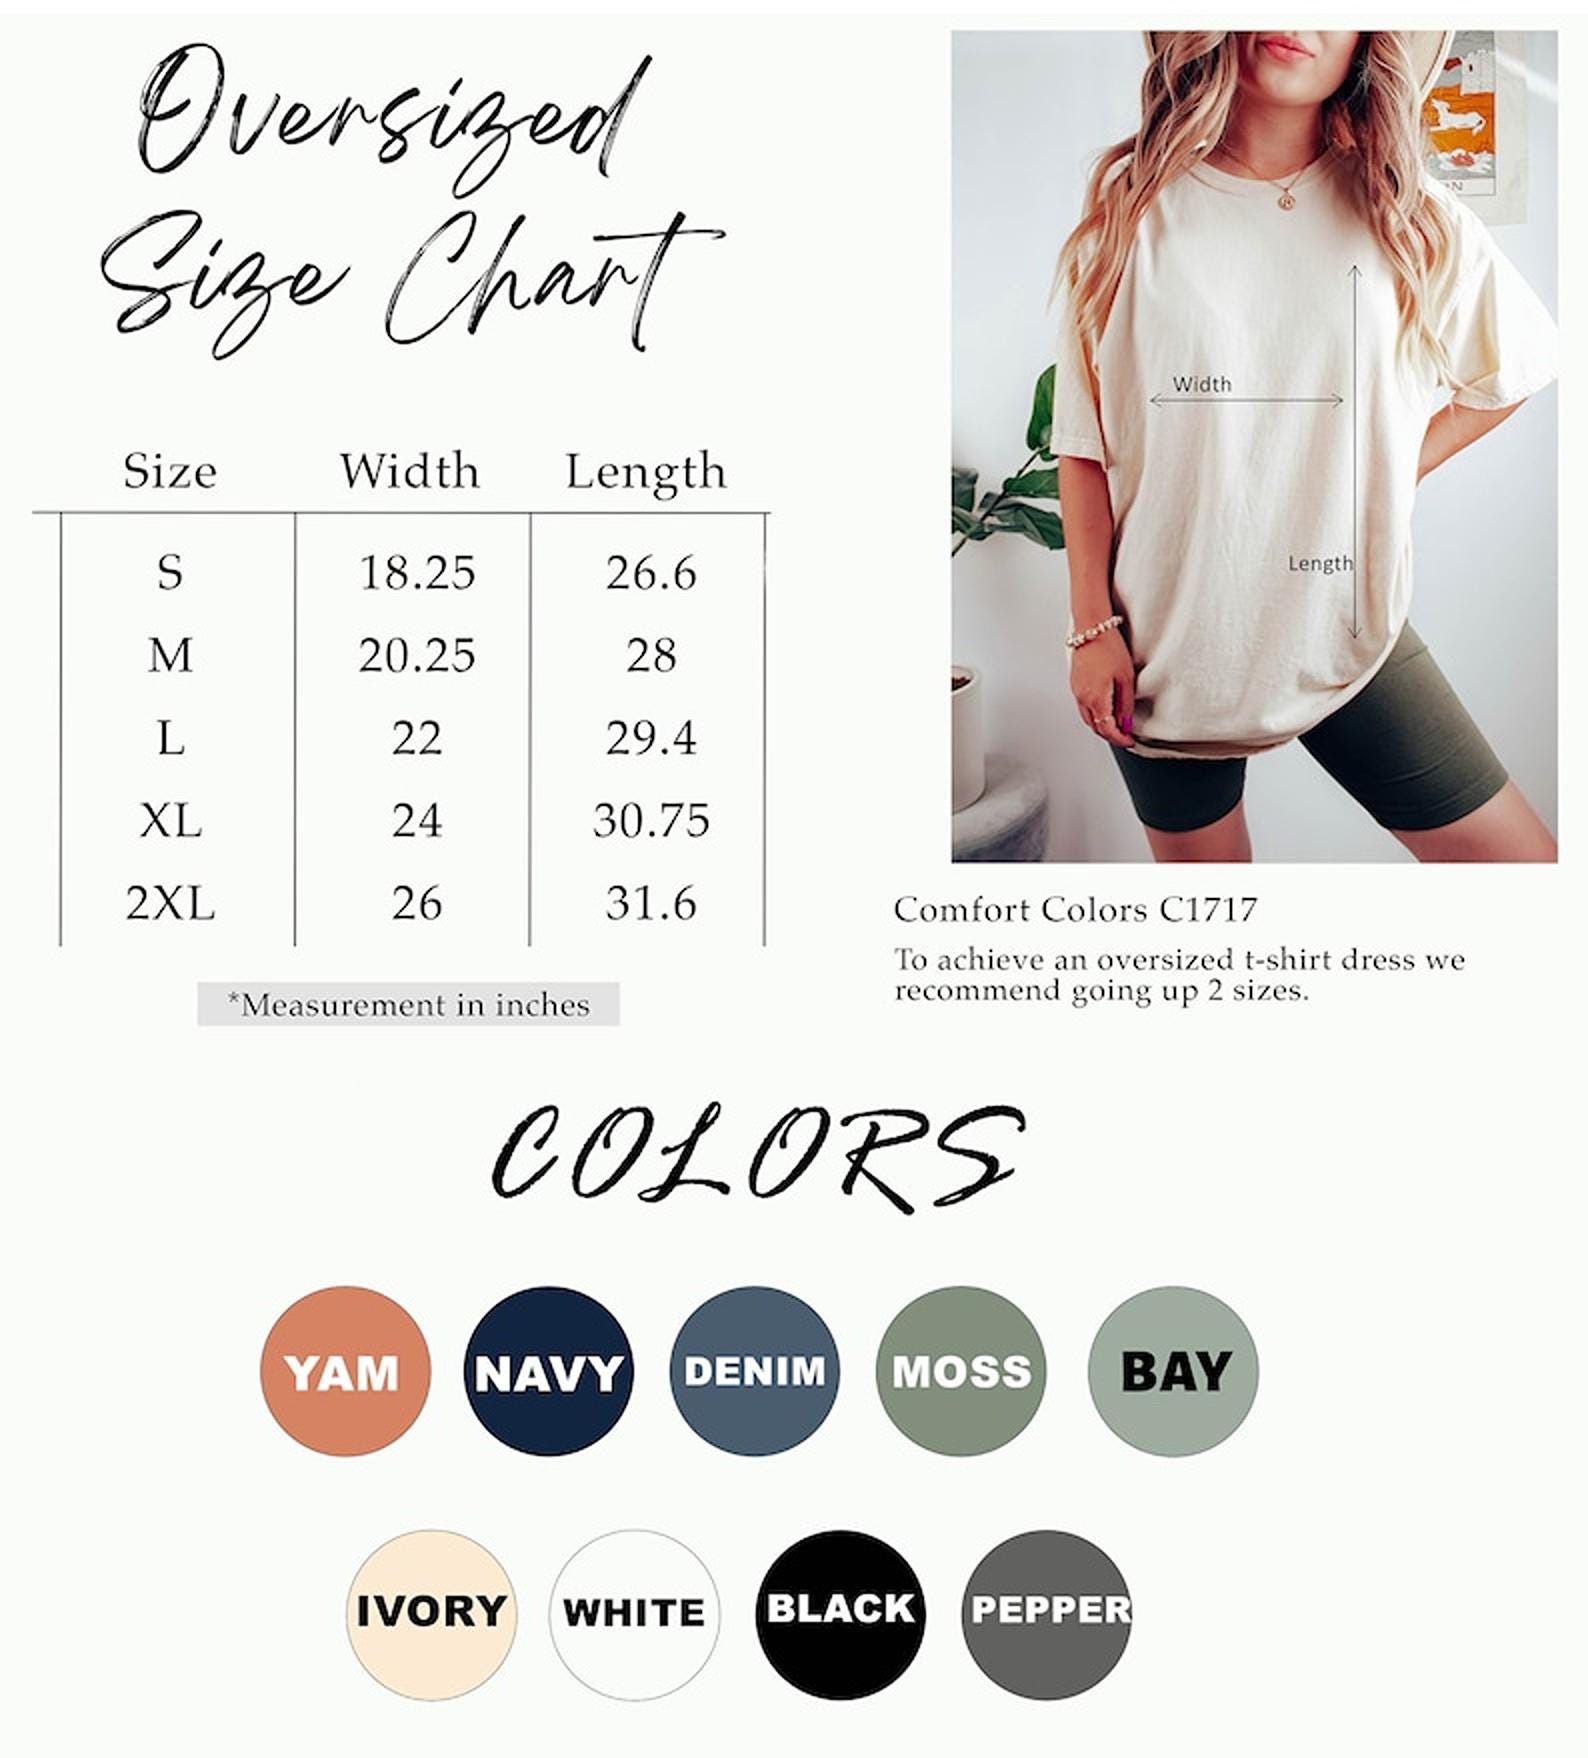 Oversized
Size Chart
Size Width Length
S 18.25 26.6
M 20.25 28
L 22 29.4
XL 24 30.75
2XL 26 31.6
*Measurement in inches
Width
Length
Comfort Colors C1717
To achieve an oversized t-shirt dress we
recommend going up 2 sizes.
COLORS
YAM NAVY DENIM MOSS BAY
IVORY WHITE BLACK PEPPER